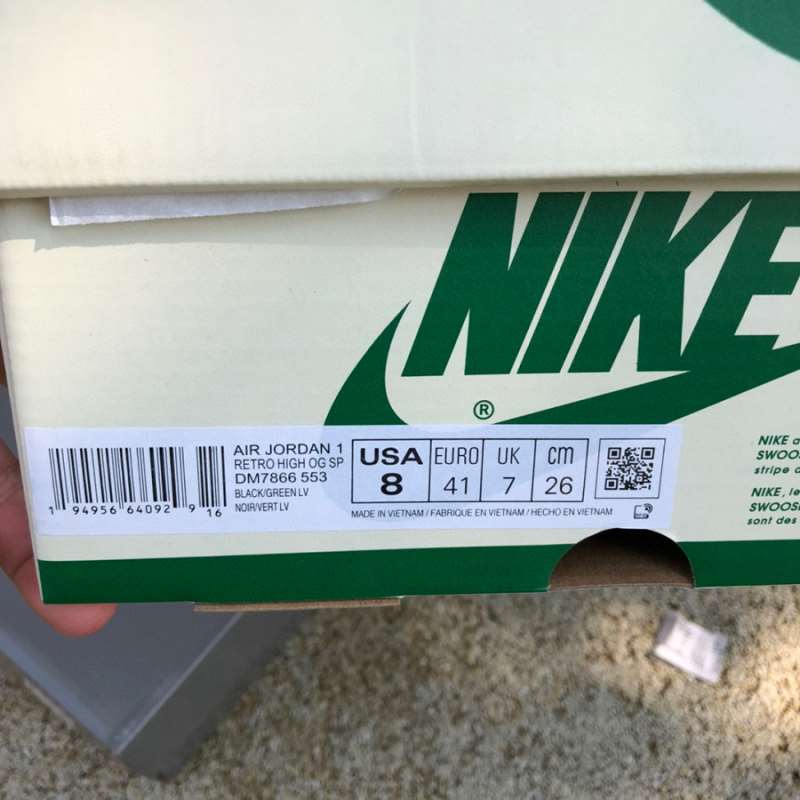 NIKE
®
AIR JORDAN 1
RETRO HIGH OG SP
DM7866 553
BLACK/GREEN LV
NOIR/VERT LV
1 94956 64092 9 16
USA 8
EURO 41
UK 7
cm 26
MADE IN VIETNAM / FABRIQUE EN VIETNAM / HECHO EN VIETNAM
NIKE a
SWOOS
stripe
NIKE, le
SWOOS
sont des